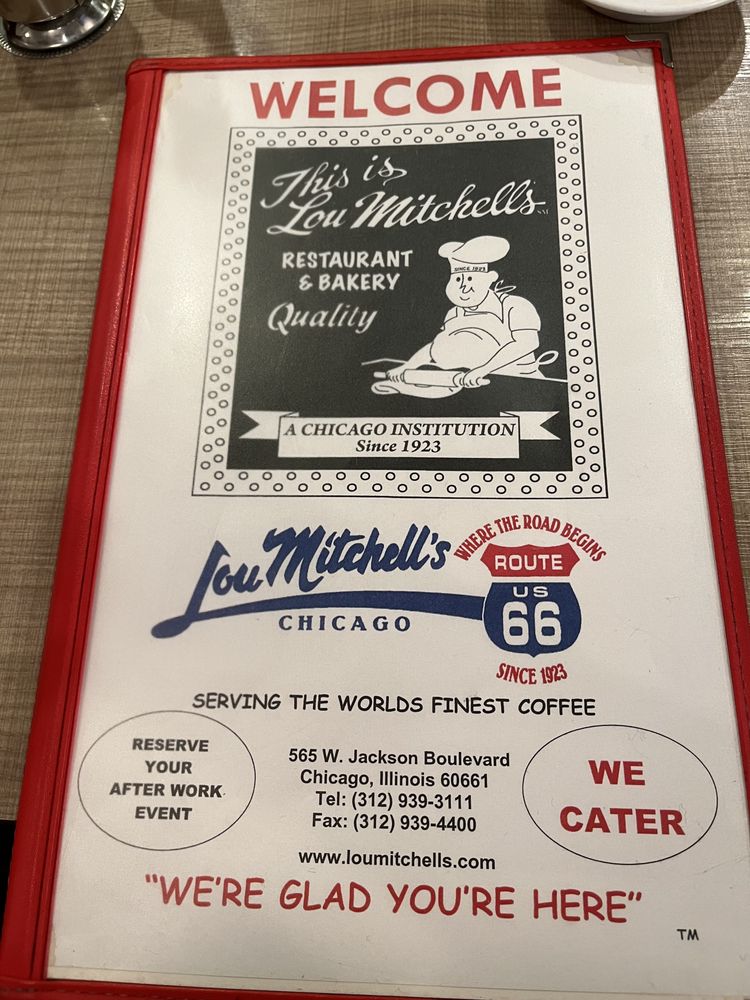 WELCOME
This is
Lou Mitchell's SM
RESTAURANT
& BAKERY
Quality
SINCE 1923
A CHICAGO INSTITUTION
Since 1923
Lou Mitchell's
CHICAGO
WHERE THE ROAD BEGINS
ROUTE
US
66
SINCE 1923
SERVING THE WORLDS FINEST COFFEE
RESERVE
YOUR
AFTER WORK
EVENT
565 W. Jackson Boulevard
Chicago, Illinois 60661
Tel: (312) 939-3111
Fax: (312) 939-4400
www.loumitchells.com
WE
CATER
"WE'RE GLAD YOU'RE HERE"
TM